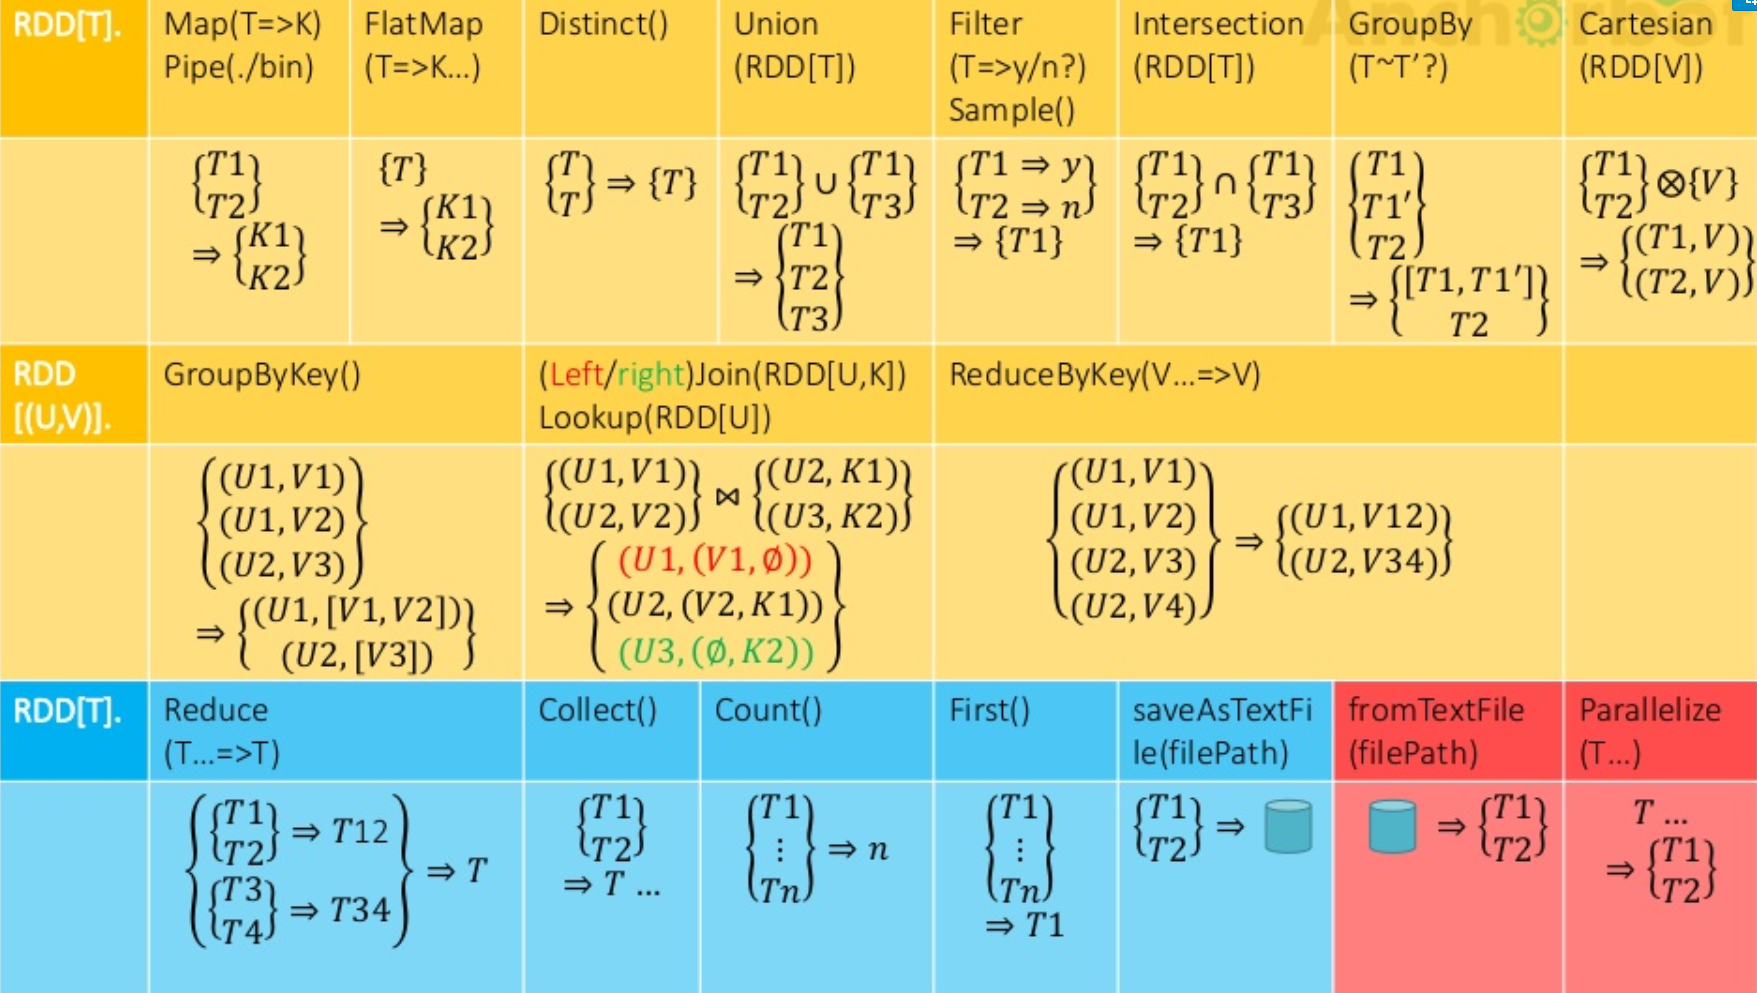 RDD[T].
Map(T=>K)
Pipe(./bin)
FlatMap
(T=>K...)
Distinct()
Union
(RDD[T])
Filter
(T=>y/n?)
Sample()
Intersection
(RDD[T])
GroupBy
(T~T’?)
Cartesian
(RDD[V])
{T1
T2}
⇒ {K1
K2}
{T}
⇒ {K1
K2}
{T
T} ⇒ {T}
{T1
T2} ∪ {T1
T3}
⇒ {T1
T2
T3}
{T1 ⇒ y
T2 ⇒ n}
⇒ {T1}
{T1
T2} ∩ {T1
T3}
⇒ {T1}
{T1
T1′
T2}
⇒ {[T1, T1′]
T2}
{T1
T2} ⊗{V}
⇒ {(T1, V)
(T2, V)}
RDD
[(U,V)].
GroupByKey()
(Left/right)Join(RDD[U,K])
Lookup(RDD[U])
ReduceByKey(V...=>V)
{(U1, V1)
(U1, V2)
(U2, V3)}
⇒ {(U1, [V1, V2])
(U2, [V3])}
{(U1, V1)
(U2, V2)} ⋈ {(U2, K1)
(U3, K2)}
⇒ {(U1, (V1, ∅))
(U2, (V2, K1))
(U3, (∅, K2))}
{(U1, V1)
(U1, V2)
(U2, V3)
(U2, V4)} ⇒ {(U1, V12)
(U2, V34)}
RDD[T].
Reduce
(T...=>T)
Collect()
Count()
First()
saveAsTextFi
le(filePath)
fromTextFile
(filePath)
Parallelize
(T...)
{{T1
T2} ⇒ T12
{T3
T4} ⇒ T34} ⇒ T
{T1
T2}
⇒ T ...
{T1
⋮
Tn} ⇒ n
{T1
⋮
Tn}
⇒ T1
{T1
T2} ⇒
⇒ {T1
T2}
T ...
⇒ {T1
T2}